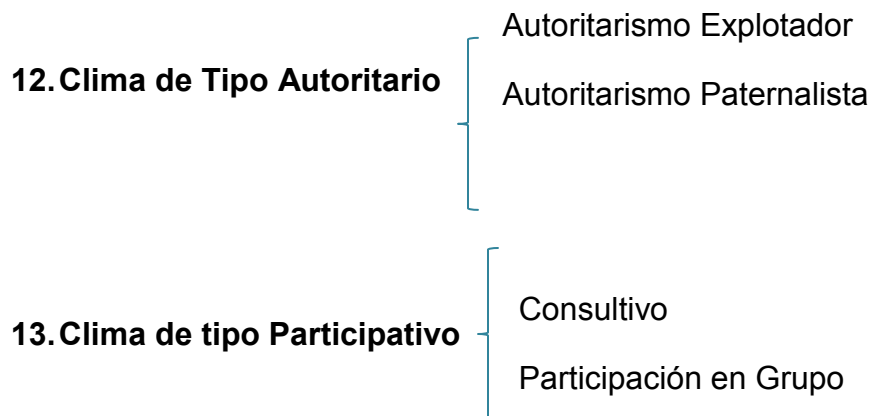 Autoritarismo Explotador
12. Clima de Tipo Autoritario
Autoritarismo Paternalista
Consultivo
13. Clima de tipo Participativo
Participación en Grupo